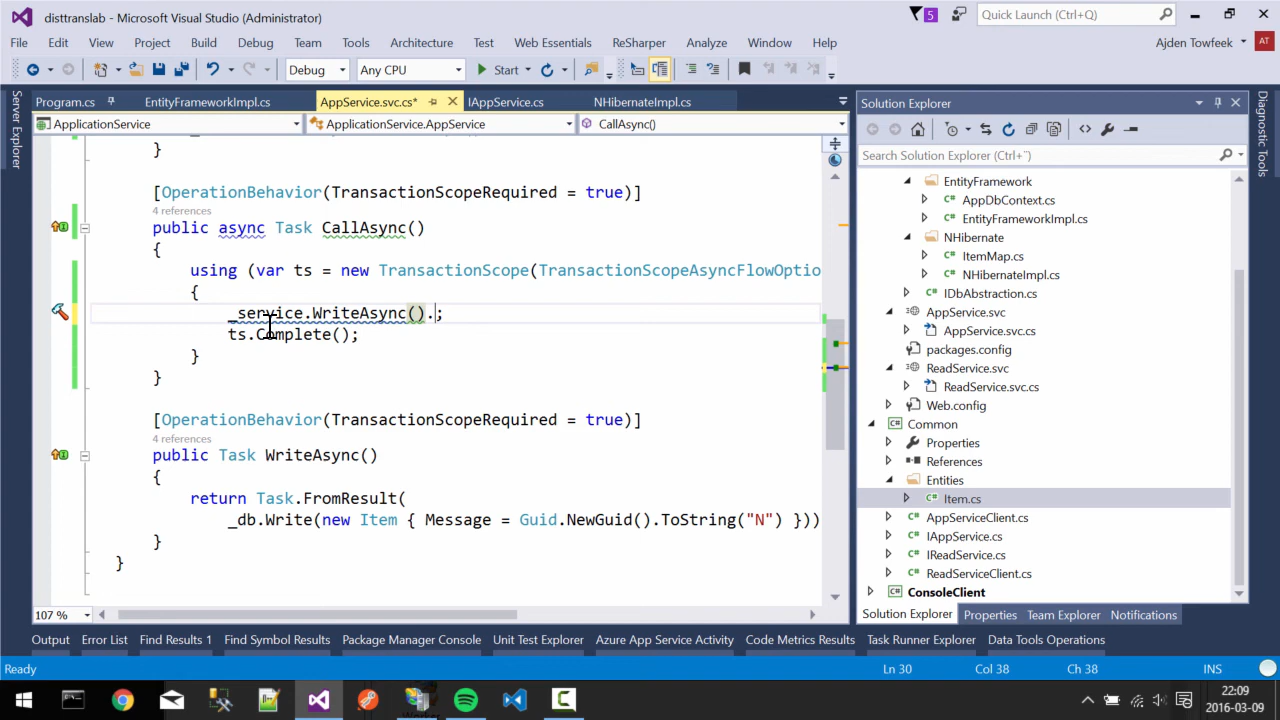 disttranslab - Microsoft Visual Studio (Administrator)
5
Quick Launch (Ctrl+Q)
File Edit View Project Build Debug Team Tools Architecture Test Web Essentials ReSharper Analyze Window Help
Ajden Towfeek AT
Debug Any CPU Start
Server Explorer
Program.cs EntityFrameworkImpl.cs AppService.svc.cs* IAppService.cs NHibernateImpl.cs
ApplicationService ApplicationService.AppService CallAsync()
}
[OperationBehavior(TransactionScopeRequired = true)]
4 references
public async Task CallAsync()
{
using (var ts = new TransactionScope(TransactionScopeAsyncFlowOptio
{
_service.WriteAsync().;
ts.Complete();
}
}
[OperationBehavior(TransactionScopeRequired = true)]
4 references
public Task WriteAsync()
{
return Task.FromResult(
_db.Write(new Item { Message = Guid.NewGuid().ToString("N") }))
}
}
107 %
Solution Explorer
Search Solution Explorer (Ctrl+¨)
EntityFramework
AppDbContext.cs
EntityFrameworkImpl.cs
NHibernate
ItemMap.cs
NHibernateImpl.cs
IDbAbstraction.cs
AppService.svc
AppService.svc.cs
packages.config
ReadService.svc
ReadService.svc.cs
Web.config
Common
Properties
References
Entities
Item.cs
AppServiceClient.cs
IAppService.cs
IReadService.cs
ReadServiceClient.cs
ConsoleClient
Solution Explorer Properties Team Explorer Notifications
Diagnostic Tools
Output Error List Find Results 1 Find Symbol Results Package Manager Console Unit Test Explorer Azure App Service Activity Code Metrics Results Task Runner Explorer Data Tools Operations
Ready Ln 30 Col 38 Ch 38 INS
22:09
2016-03-09